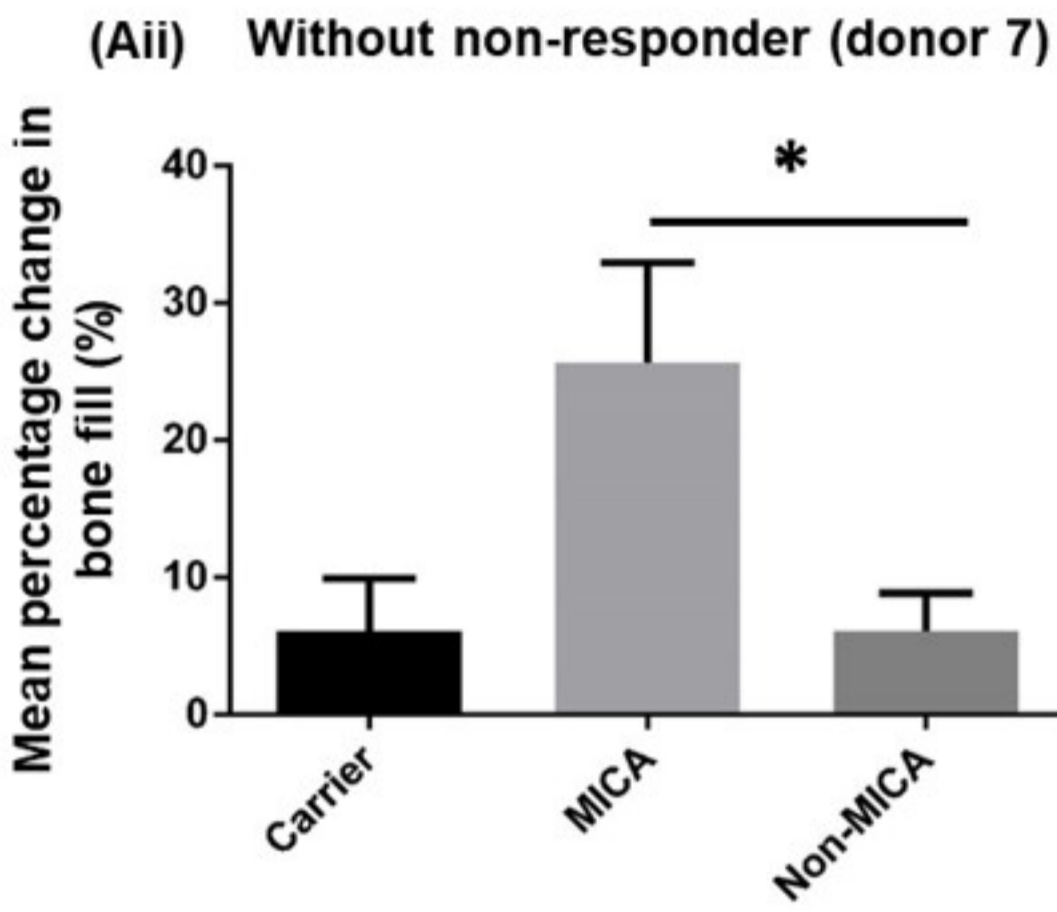 (Aii) Without non-responder (donor 7)
Mean percentage change in
bone fill (%)
40
30
20
10
0
*
Carrier
MICA
Non-MICA